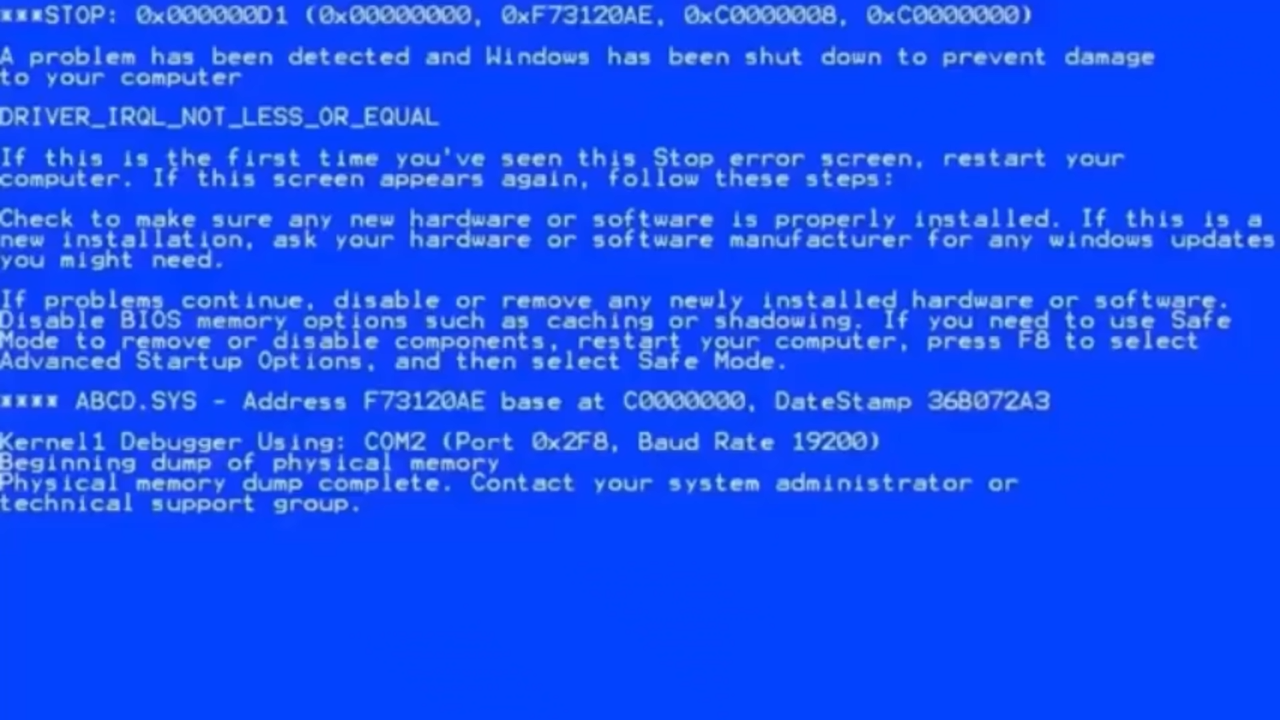 ***STOP: 0x000000D1 (0x00000000, 0xF73120AE, 0xC0000008, 0xC0000000)
A problem has been detected and Windows has been shut down to prevent damage
to your computer
DRIVER_IRQL_NOT_LESS_OR_EQUAL
If this is the first time you've seen this Stop error screen, restart your
computer. If this screen appears again, follow these steps:
Check to make sure any new hardware or software is properly installed. If this is a
new installation, ask your hardware or software manufacturer for any windows updates
you might need.
If problems continue, disable or remove any newly installed hardware or software.
Disable BIOS memory options such as caching or shadowing. If you need to use Safe
Mode to remove or disable components, restart your computer, press F8 to select
Advanced Startup Options, and then select Safe Mode.
**** ABCD.SYS - Address F73120AE base at C0000000, DateStamp 36B072A3
Kernel1 Debugger Using: COM2 (Port 0x2F8, Baud Rate 19200)
Beginning dump of physical memory
Physical memory dump complete. Contact your system administrator or
technical support group.